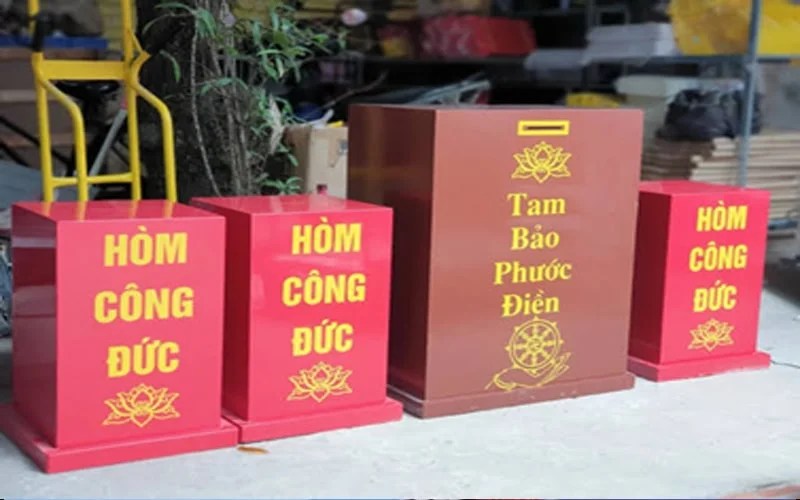 HÒM
CÔNG
ĐỨC
HÒM
CÔNG
ĐỨC
Tam
Bảo
Phước
Điền
HÒM
CÔNG
ĐỨC